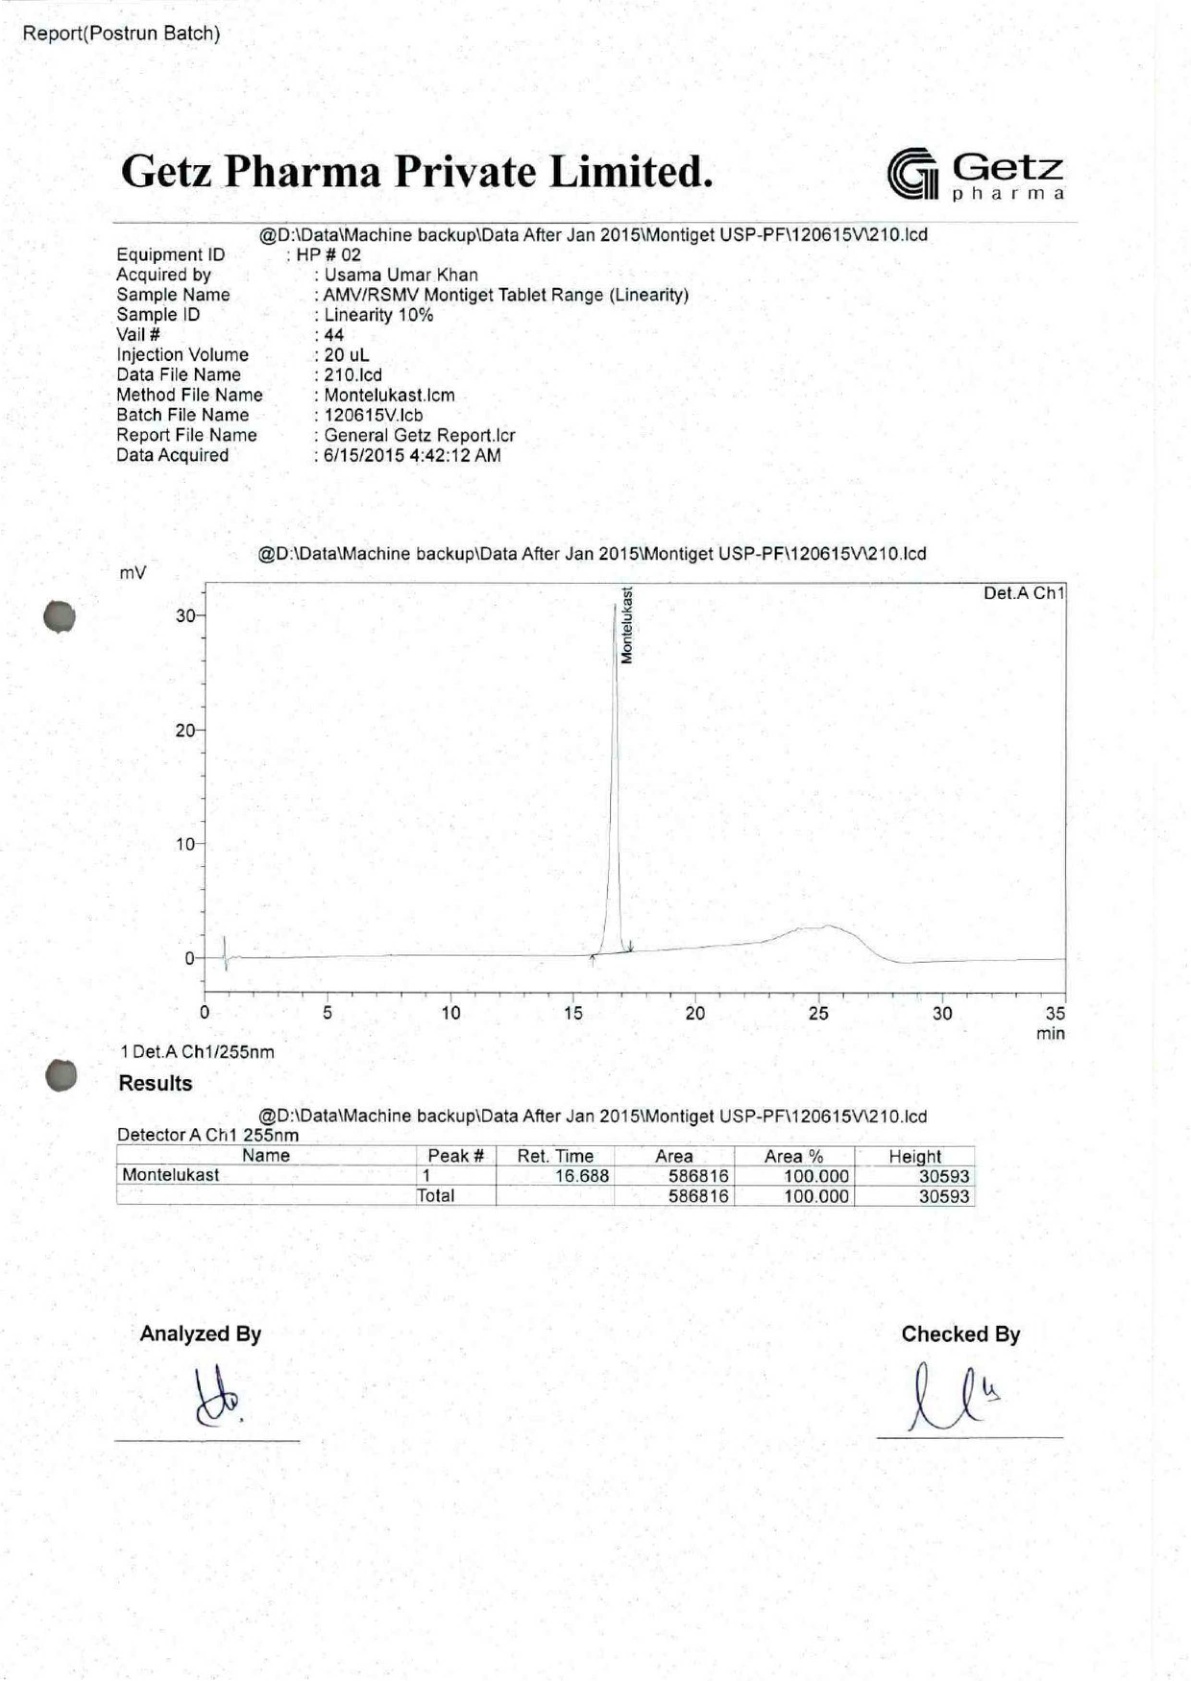 Report(Postrun Batch)
Getz Pharma Private Limited.
Getz
pharma
@D:\Data\Machine backup\Data After Jan 2015\Montiget USP-PF\120615V\210.lcd
Equipment ID : HP # 02
Acquired by : Usama Umar Khan
Sample Name : AMV/RSMV Montiget Tablet Range (Linearity)
Sample ID : Linearity 10%
Vail # : 44
Injection Volume : 20 uL
Data File Name : 210.lcd
Method File Name : Montelukast.lcm
Batch File Name : 120615V.lcb
Report File Name : General Getz Report.lcr
Data Acquired : 6/15/2015 4:42:12 AM
@D:\Data\Machine backup\Data After Jan 2015\Montiget USP-PF\120615V\210.lcd
mV
Det.A Ch1
Montelukast
30
20
10
0
0 5 10 15 20 25 30 35
min
1 Det.A Ch1/255nm
Results
@D:\Data\Machine backup\Data After Jan 2015\Montiget USP-PF\120615V\210.lcd
Detector A Ch1 255nm
Name Peak # Ret. Time Area Area % Height
Montelukast 1 16.688 586816 100.000 30593
Total 586816 100.000 30593
Analyzed By Checked By